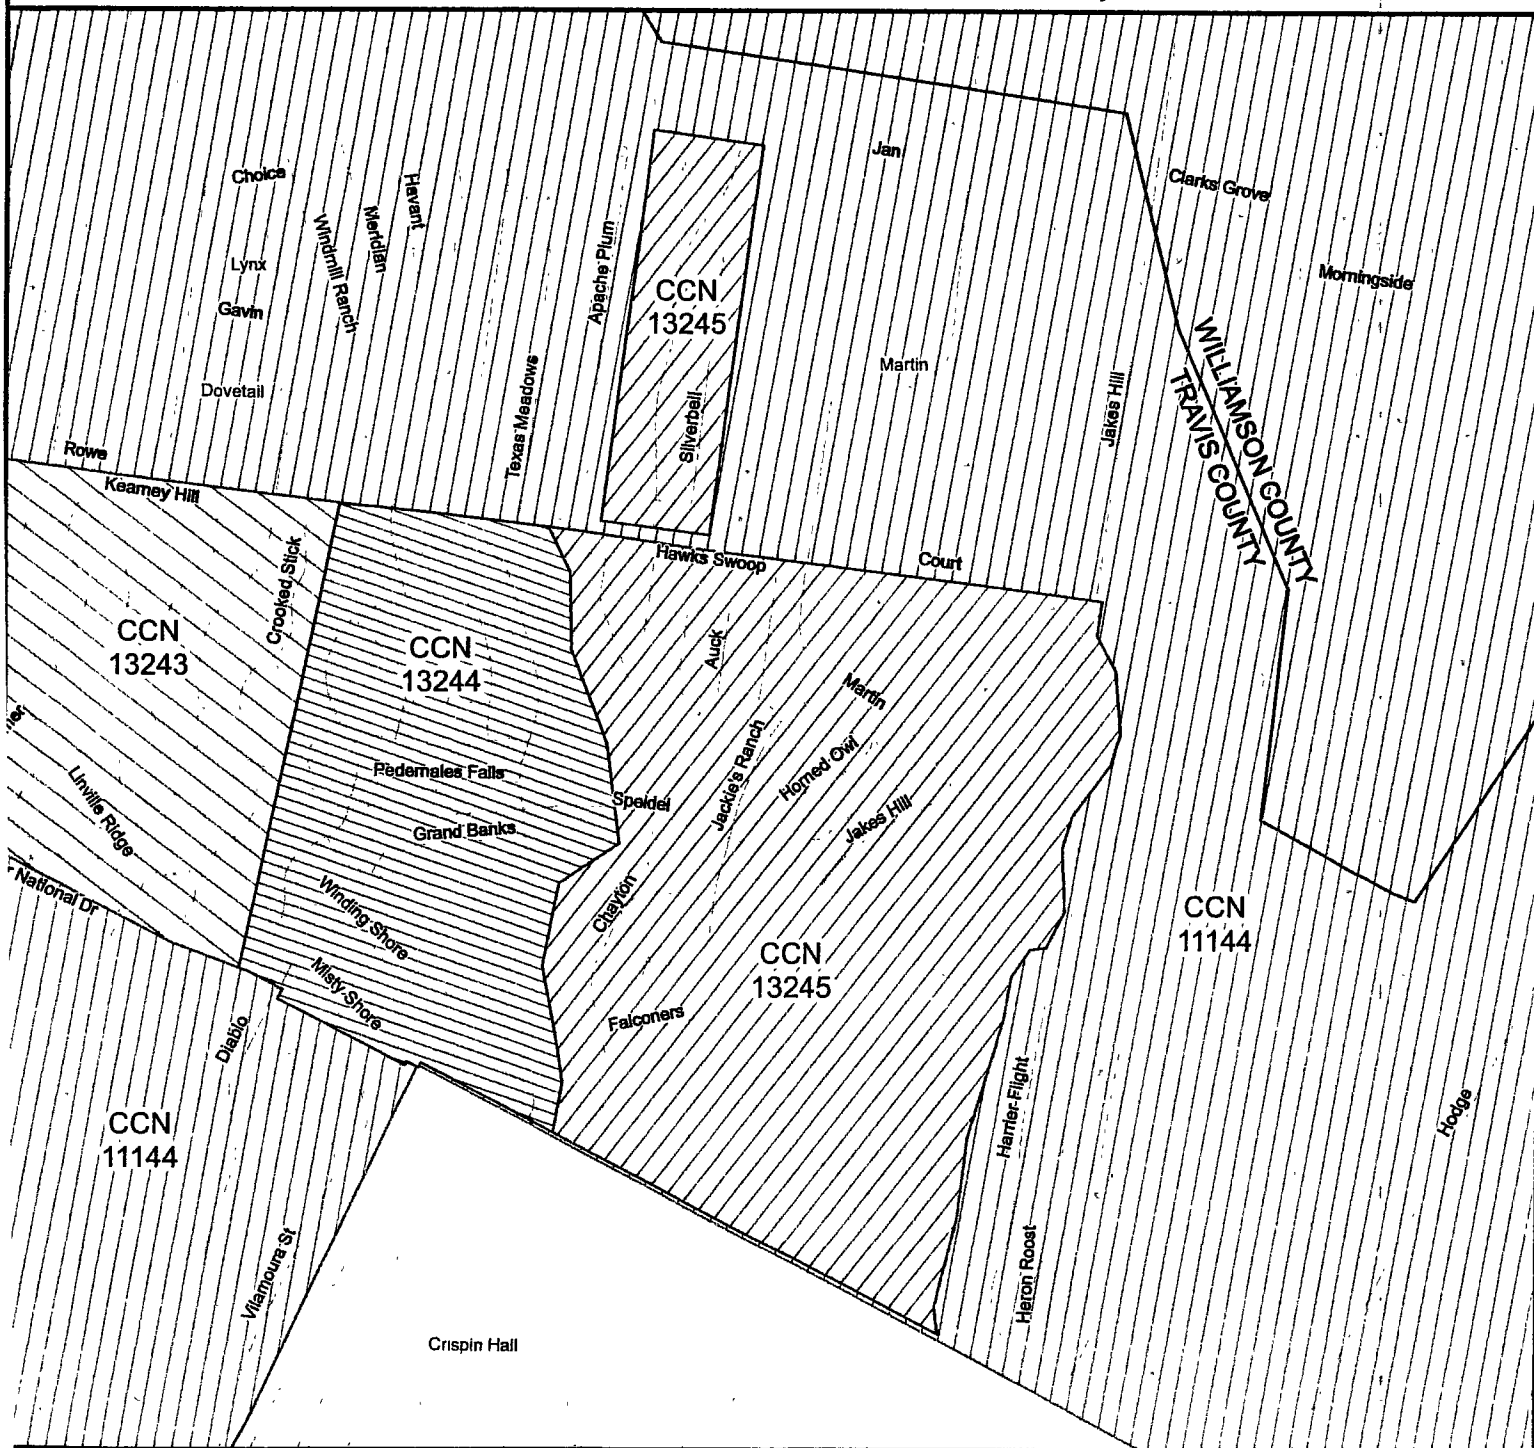 Jan
Choice
Clarks Grove
Havant
Meridian
Windmill Ranch
Lynx
Gavin
Apache Plum
CCN
13245
Morningside
Martin
Dovetail
Texas Meadows
Silverbell
Jakes Hill
WILLIAMSON COUNTY
TRAVIS COUNTY
Rowe
Kearney Hill
Hawks Swoop
Court
Crooked Stick
CCN
13243
CCN
13244
Auck
Martin
Linville Ridge
Pedernales Falls
Speidel
Jackie's Ranch
Horned Owl
Grand Banks
Jakes Hill
National Dr
Winding Shore
Chayton
CCN
11144
CCN
13245
Misty Shore
Falconers
Diablo
CCN
11144
Harrier Flight
Hodge
Vilamoura St
Heron Roost
Crispin Hall